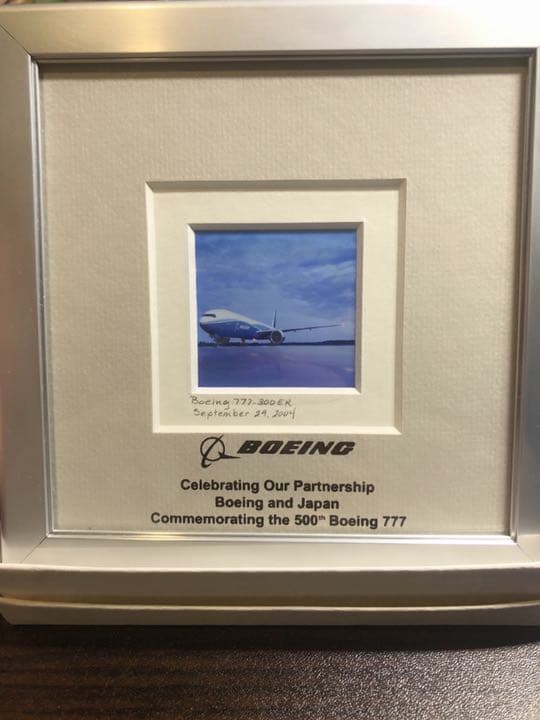 Boeing 777-300ER
September 29, 2004
BOEING
Celebrating Our Partnership
Boeing and Japan
Commemorating the 500th Boeing 777